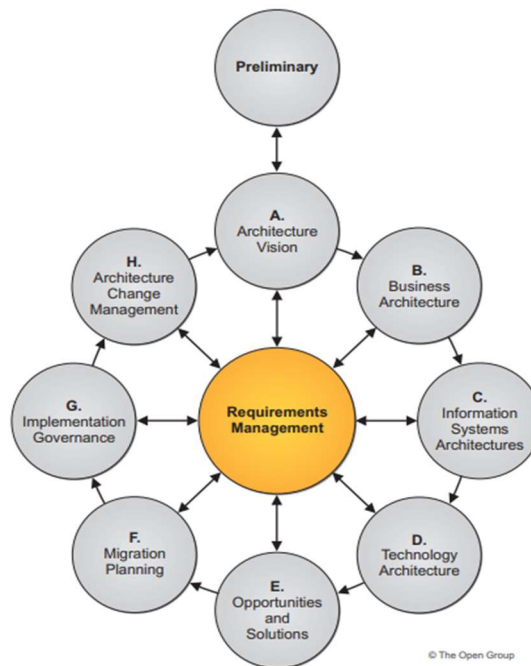 Preliminary
A.
Architecture
Vision
B.
Business
Architecture
C.
Information
Systems
Architectures
D.
Technology
Architecture
E.
Opportunities
and
Solutions
F.
Migration
Planning
G.
Implementation
Governance
H.
Architecture
Change
Management
Requirements
Management
© The Open Group